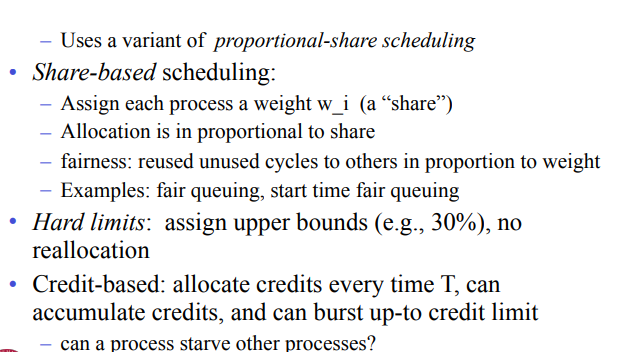 – Uses a variant of proportional-share scheduling
• Share-based scheduling:
– Assign each process a weight w_i (a “share”)
– Allocation is in proportional to share
– fairness: reused unused cycles to others in proportion to weight
– Examples: fair queuing, start time fair queuing
• Hard limits: assign upper bounds (e.g., 30%), no
reallocation
• Credit-based: allocate credits every time T, can
accumulate credits, and can burst up-to credit limit
– can a process starve other processes?